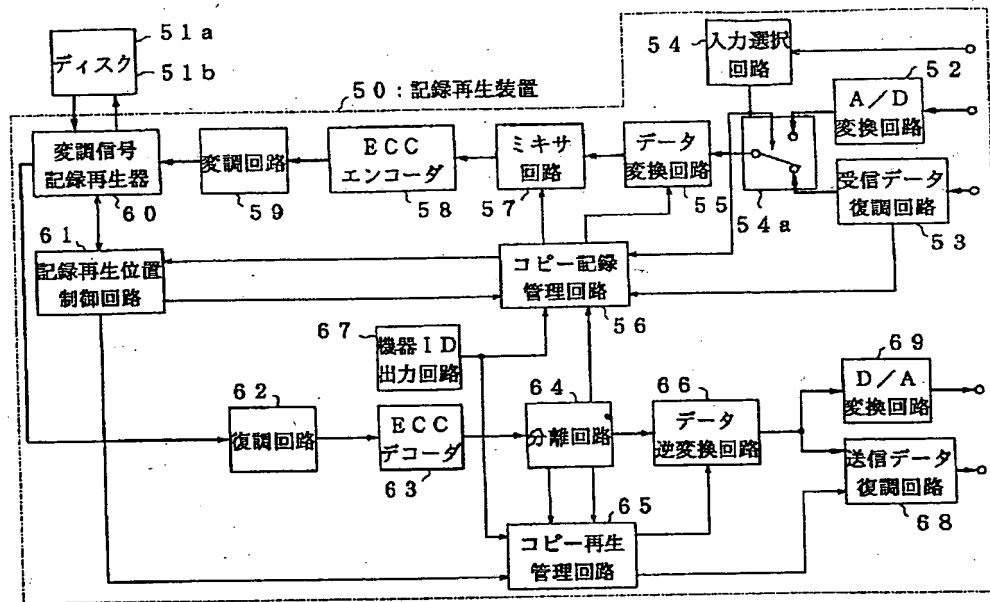 51a
ディスク
51b
50:記録再生装置
54
入力選択
回路
52
A/D
変換回路
変調信号
記録再生器
60
変調回路
59
ECC
エンコーダ
58
ミキサ
回路
57
データ
変換回路
55
54a
受信データ
復調回路
53
61
記録再生位置
制御回路
コピー記録
管理回路
56
67
機器ID
出力回路
62
復調回路
ECC
デコーダ
63
64
分離回路
66
データ
逆変換回路
69
D/A
変換回路
送信データ
復調回路
68
65
コピー再生
管理回路